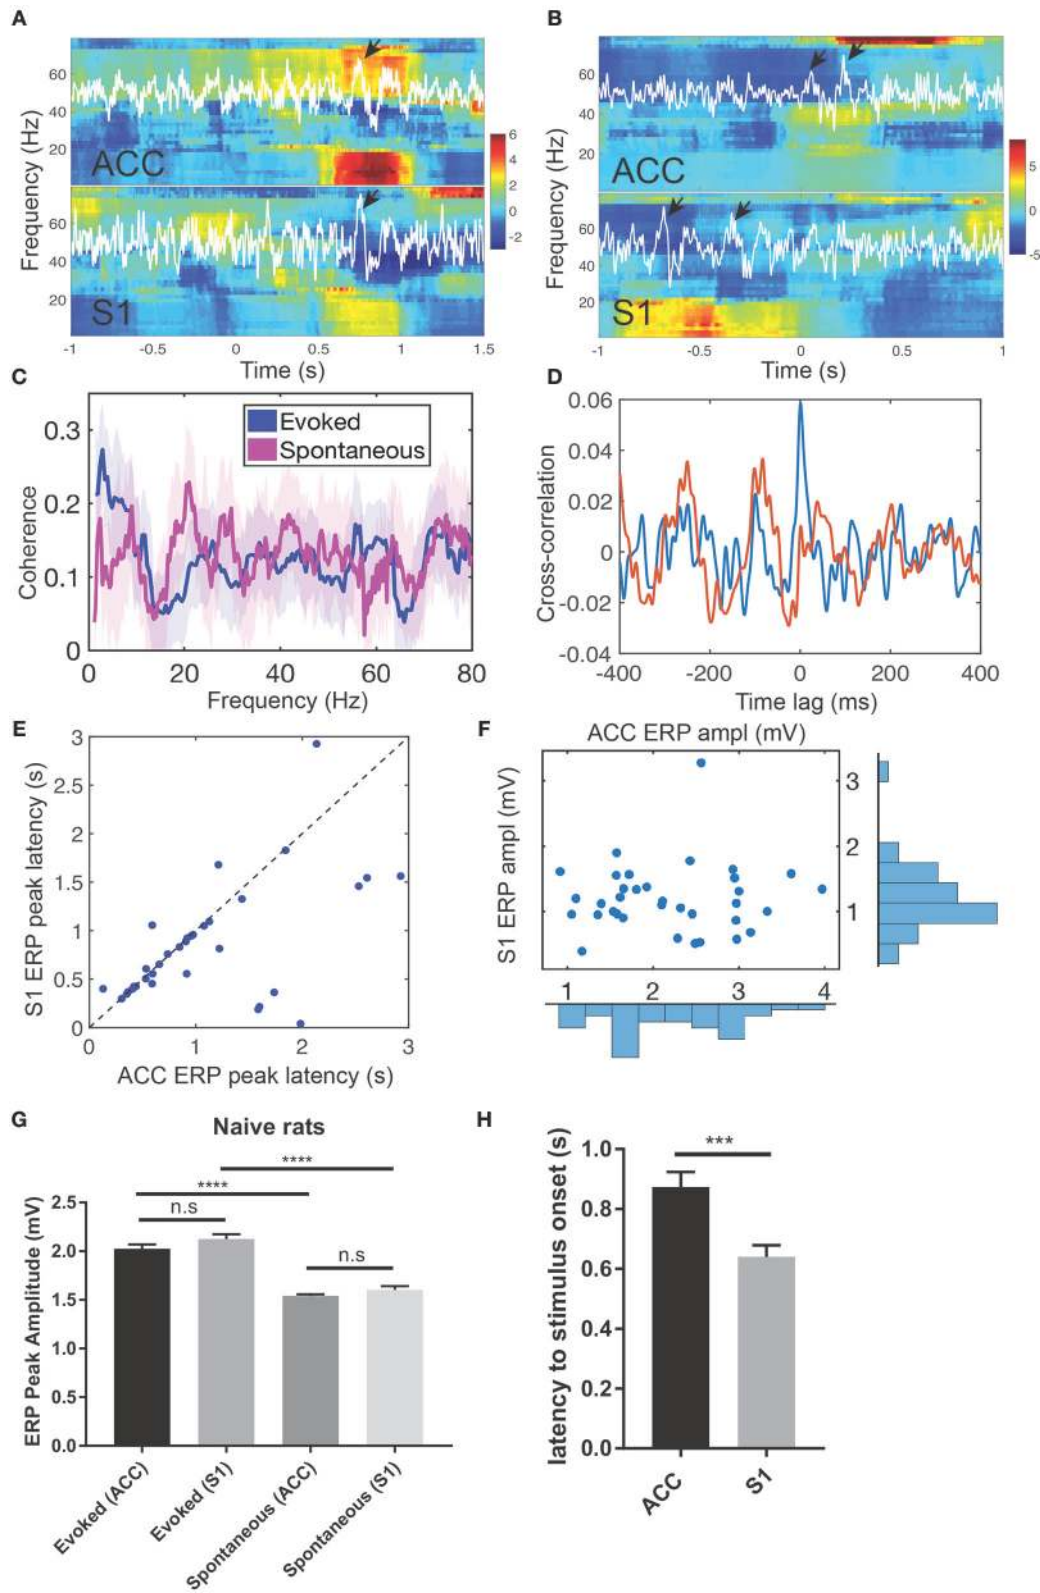 A
B
Frequency (Hz)
60
40
20
ACC
60
40
20
S1
-1
-0.5
0
0.5
1
1.5
Time (s)
6
4
2
0
-2
Frequency (Hz)
60
40
20
ACC
60
40
20
S1
-1
-0.5
0
0.5
1
Time (s)
5
0
-5
C
Coherence
0.3
0.2
0.1
0
Evoked
Spontaneous
0 20 40 60 80
Frequency (Hz)
D
Cross-correlation
0.06
0.04
0.02
0
-0.02
-0.04
-400 -200 0 200 400
Time lag (ms)
E
S1 ERP peak latency (s)
3
2.5
2
1.5
1
0.5
0
0 1 2 3
ACC ERP peak latency (s)
F
ACC ERP ampl (mV)
S1 ERP ampl (mV)
3
2
1
1 2 3 4
G
Naive rats
****
****
n.s
n.s
ERP Peak Amplitude (mV)
2.5
2.0
1.5
1.0
0.5
0.0
Evoked (ACC)
Evoked (S1)
Spontaneous (ACC)
Spontaneous (S1)
H
***
latency to stimulus onset (s)
1.0
0.8
0.6
0.4
0.2
0.0
ACC
S1